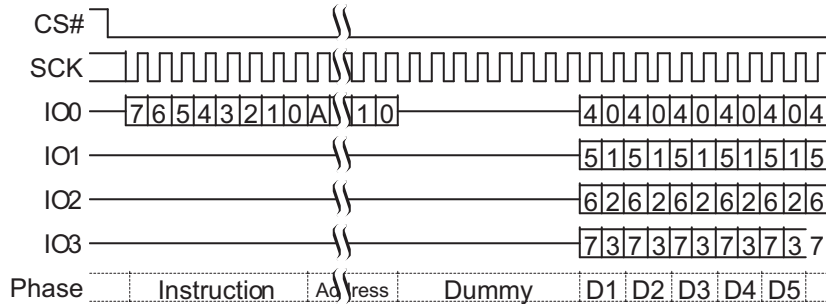 CS#
SCK
IO0 7 6 5 4 3 2 1 0 A 1 0 4 0 4 0 4 0 4 0 4 0 4
IO1 5 1 5 1 5 1 5 1 5 1 5
IO2 6 2 6 2 6 2 6 2 6 2 6
IO3 7 3 7 3 7 3 7 3 7 3 7
Phase Instruction Address Dummy D1 D2 D3 D4 D5